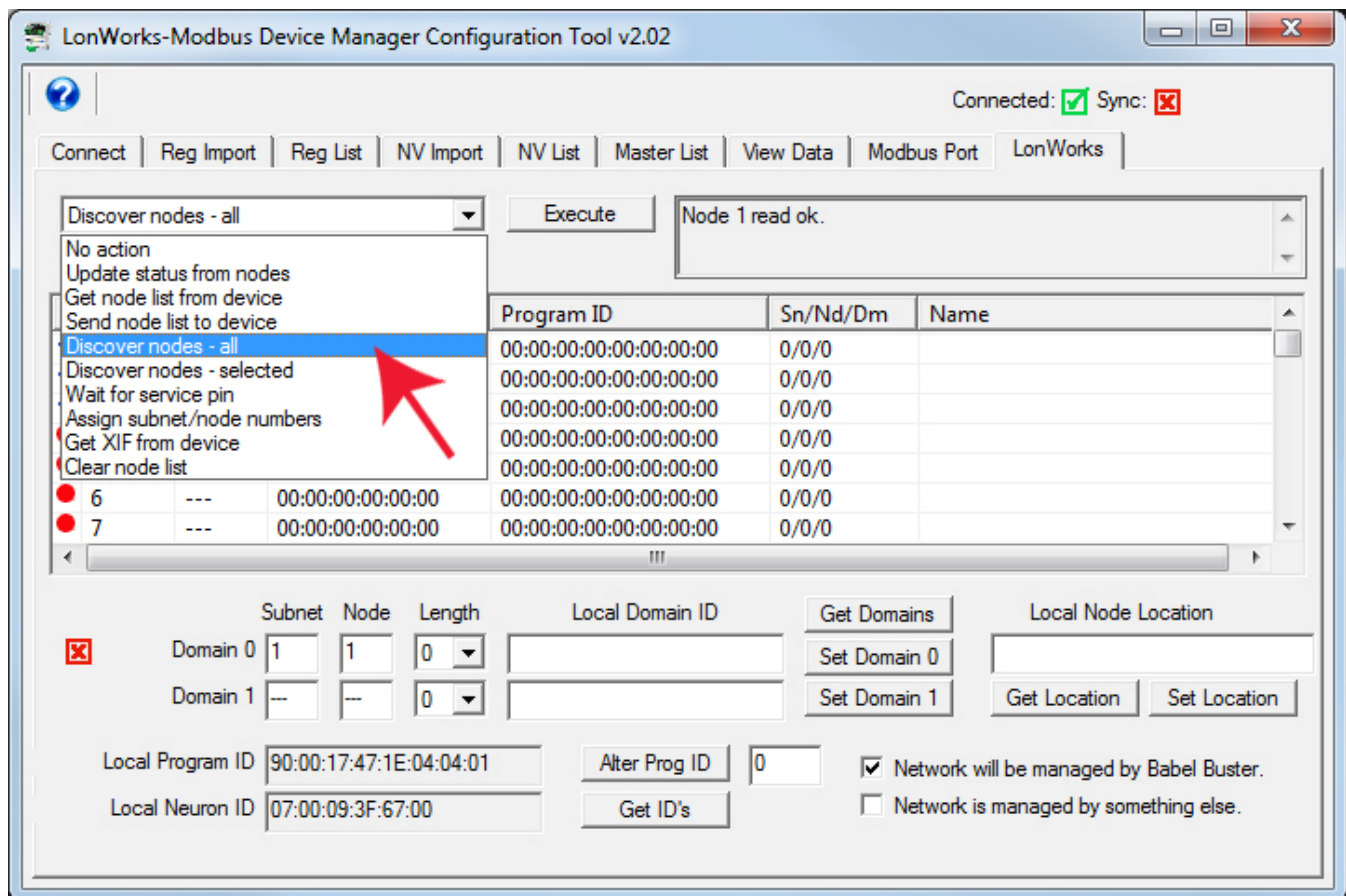 LonWorks-Modbus Device Manager Configuration Tool v2.02
Connected: Sync:
Connect Reg Import Reg List NV Import NV List Master List View Data Modbus Port LonWorks
Discover nodes - all Execute Node 1 read ok.
No action
Update status from nodes
Get node list from device
Send node list to device
Discover nodes - all
Discover nodes - selected
Wait for service pin
Assign subnet/node numbers
Get XIF from device
Clear node list
Program ID Sn/Nd/Dm Name
00:00:00:00:00:00:00:00 0/0/0
00:00:00:00:00:00:00:00 0/0/0
00:00:00:00:00:00:00:00 0/0/0
00:00:00:00:00:00:00:00 0/0/0
00:00:00:00:00:00:00:00 0/0/0
6 --- 00:00:00:00:00:00 00:00:00:00:00:00:00:00 0/0/0
7 --- 00:00:00:00:00:00 00:00:00:00:00:00:00:00 0/0/0
Subnet Node Length Local Domain ID Get Domains Local Node Location
Domain 0 1 1 0 Set Domain 0
Domain 1 --- --- 0 Set Domain 1 Get Location Set Location
Local Program ID 90:00:17:47:1E:04:04:01 Alter Prog ID 0 Network will be managed by Babel Buster.
Local Neuron ID 07:00:09:3F:67:00 Get ID's Network is managed by something else.